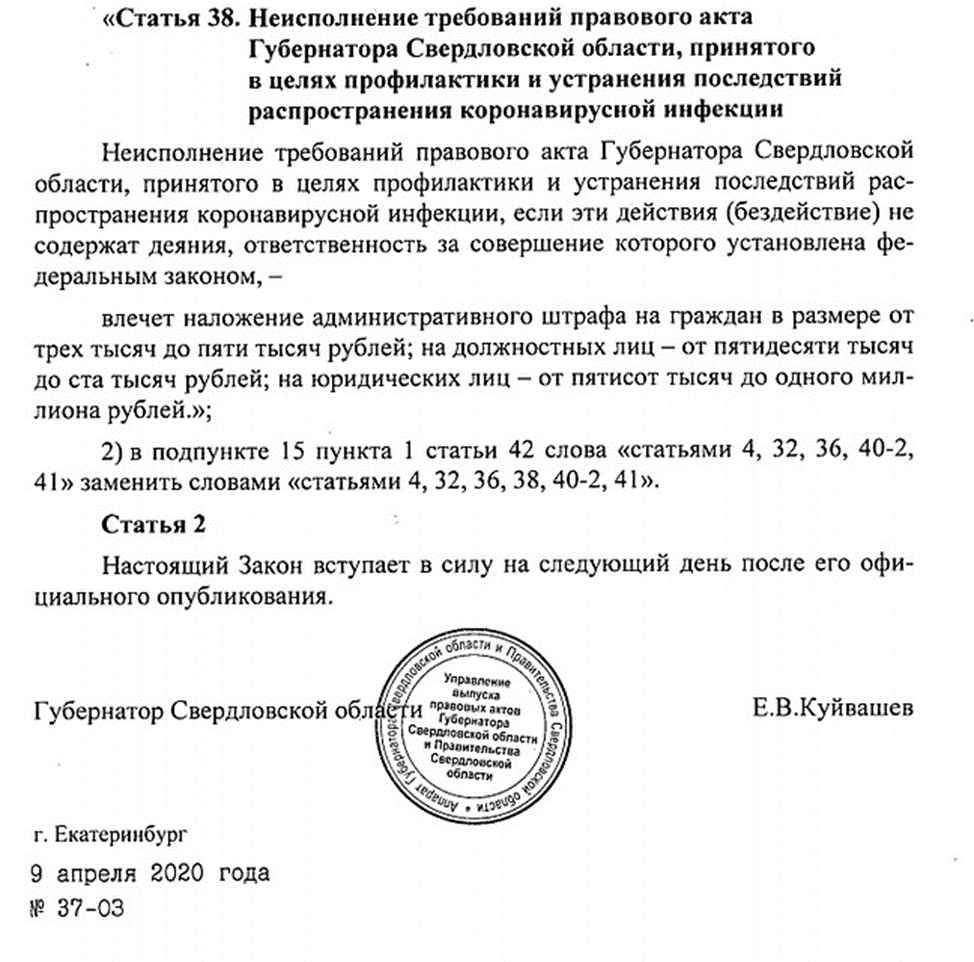 «Статья 38. Неисполнение требований правового акта
Губернатора Свердловской области, принятого
в целях профилактики и устранения последствий
распространения коронавирусной инфекции
Неисполнение требований правового акта Губернатора Свердловской
области, принятого в целях профилактики и устранения последствий рас-
пространения коронавирусной инфекции, если эти действия (бездействие) не
содержат деяния, ответственность за совершение которого установлена фе-
деральным законом, –
влечет наложение административного штрафа на граждан в размере от
трех тысяч до пяти тысяч рублей; на должностных лиц – от пятидесяти тысяч
до ста тысяч рублей; на юридических лиц – от пятисот тысяч до одного мил-
лиона рублей.»;
2) в подпункте 15 пункта 1 статьи 42 слова «статьями 4, 32, 36, 40-2,
41» заменить словами «статьями 4, 32, 36, 38, 40-2, 41».
Статья 2
Настоящий Закон вступает в силу на следующий день после его офи-
циального опубликования.
Губернатор Свердловской области
Е.В.Куйвашев
Аппарат Губернатора Свердловской области и Правительства Свердловской области *
Управление
выпуска
правовых актов
Губернатора
Свердловской области
и Правительства
Свердловской
области
г. Екатеринбург
9 апреля 2020 года
№ 37-ОЗ